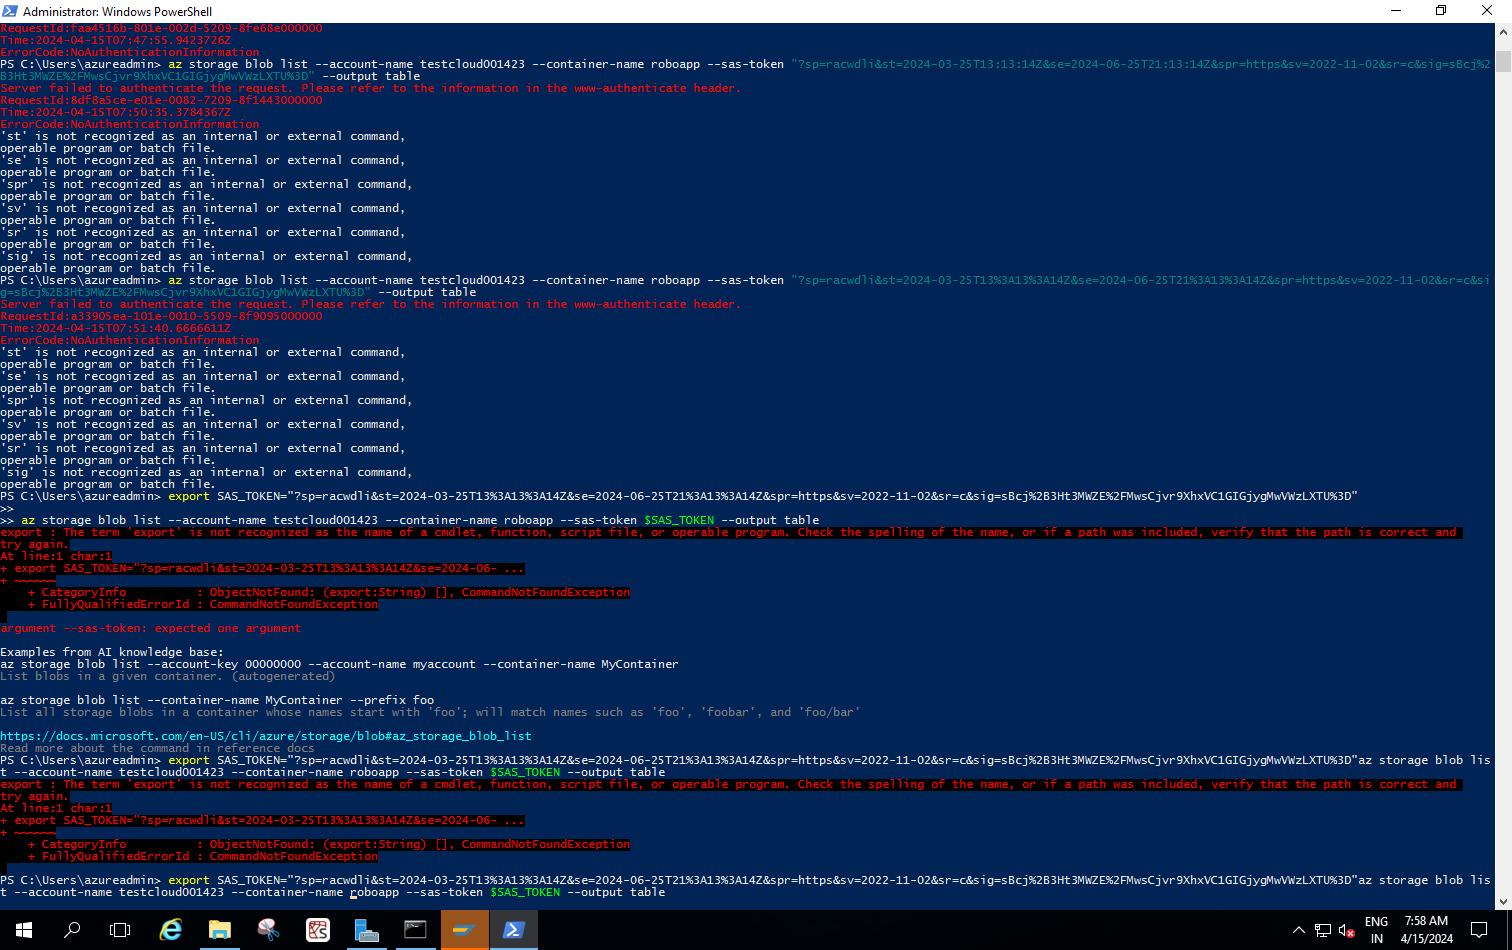 Administrator: Windows PowerShell
RequestId:faa4516b-801e-002d-5209-8fe68e000000
Time:2024-04-15T07:47:55.9423726Z
ErrorCode:NoAuthenticationInformation
PS C:\Users\azureadmin> az storage blob list --account-name testcloud001423 --container-name roboapp --sas-token "?sp=racwdli&st=2024-03-25T13:13:14Z&se=2024-06-25T21:13:14Z&spr=https&sv=2022-11-02&sr=c&sig=sBcj%2
B3Ht3MWZE%2FMwsCjvr9XhxVC1GIGjygMwVWzLXTU%3D" --output table
Server failed to authenticate the request. Please refer to the information in the www-authenticate header.
RequestId:8df8a5ce-e01e-0082-7209-8f1443000000
Time:2024-04-15T07:50:35.3784367Z
ErrorCode:NoAuthenticationInformation
'st' is not recognized as an internal or external command,
operable program or batch file.
'se' is not recognized as an internal or external command,
operable program or batch file.
'spr' is not recognized as an internal or external command,
operable program or batch file.
'sv' is not recognized as an internal or external command,
operable program or batch file.
'sr' is not recognized as an internal or external command,
operable program or batch file.
'sig' is not recognized as an internal or external command,
operable program or batch file.
PS C:\Users\azureadmin> az storage blob list --account-name testcloud001423 --container-name roboapp --sas-token "?sp=racwdli&st=2024-03-25T13%3A13%3A14Z&se=2024-06-25T21%3A13%3A14Z&spr=https&sv=2022-11-02&sr=c&si
g=sBcj%2B3Ht3MWZE%2FMwsCjvr9XhxVC1GIGjygMwVWzLXTU%3D" --output table
Server failed to authenticate the request. Please refer to the information in the www-authenticate header.
RequestId:a33905ea-101e-0010-5509-8f9095000000
Time:2024-04-15T07:51:40.6666611Z
ErrorCode:NoAuthenticationInformation
'st' is not recognized as an internal or external command,
operable program or batch file.
'se' is not recognized as an internal or external command,
operable program or batch file.
'spr' is not recognized as an internal or external command,
operable program or batch file.
'sv' is not recognized as an internal or external command,
operable program or batch file.
'sr' is not recognized as an internal or external command,
operable program or batch file.
'sig' is not recognized as an internal or external command,
operable program or batch file.
PS C:\Users\azureadmin> export SAS_TOKEN="?sp=racwdli&st=2024-03-25T13%3A13%3A14Z&se=2024-06-25T21%3A13%3A14Z&spr=https&sv=2022-11-02&sr=c&sig=sBcj%2B3Ht3MWZE%2FMwsCjvr9XhxVC1GIGjygMwVWzLXTU%3D"
>>
>> az storage blob list --account-name testcloud001423 --container-name roboapp --sas-token $SAS_TOKEN --output table
export : The term 'export' is not recognized as the name of a cmdlet, function, script file, or operable program. Check the spelling of the name, or if a path was included, verify that the path is correct and
try again.
At line:1 char:1
+ export SAS_TOKEN="?sp=racwdli&st=2024-03-25T13%3A13%3A14Z&se=2024-06- ...
+ ~~~~~~
    + CategoryInfo          : ObjectNotFound: (export:String) [], CommandNotFoundException
    + FullyQualifiedErrorId : CommandNotFoundException
argument --sas-token: expected one argument
Examples from AI knowledge base:
az storage blob list --account-key 00000000 --account-name myaccount --container-name MyContainer
List blobs in a given container. (autogenerated)
az storage blob list --container-name MyContainer --prefix foo
List all storage blobs in a container whose names start with 'foo'; will match names such as 'foo', 'foobar', and 'foo/bar'
https://docs.microsoft.com/en-US/cli/azure/storage/blob#az_storage_blob_list
Read more about the command in reference docs
PS C:\Users\azureadmin> export SAS_TOKEN="?sp=racwdli&st=2024-03-25T13%3A13%3A14Z&se=2024-06-25T21%3A13%3A14Z&spr=https&sv=2022-11-02&sr=c&sig=sBcj%2B3Ht3MWZE%2FMwsCjvr9XhxVC1GIGjygMwVWzLXTU%3D"az storage blob lis
t --account-name testcloud001423 --container-name roboapp --sas-token $SAS_TOKEN --output table
export : The term 'export' is not recognized as the name of a cmdlet, function, script file, or operable program. Check the spelling of the name, or if a path was included, verify that the path is correct and
try again.
At line:1 char:1
+ export SAS_TOKEN="?sp=racwdli&st=2024-03-25T13%3A13%3A14Z&se=2024-06- ...
+ ~~~~~~
    + CategoryInfo          : ObjectNotFound: (export:String) [], CommandNotFoundException
    + FullyQualifiedErrorId : CommandNotFoundException
PS C:\Users\azureadmin> export SAS_TOKEN="?sp=racwdli&st=2024-03-25T13%3A13%3A14Z&se=2024-06-25T21%3A13%3A14Z&spr=https&sv=2022-11-02&sr=c&sig=sBcj%2B3Ht3MWZE%2FMwsCjvr9XhxVC1GIGjygMwVWzLXTU%3D"az storage blob lis
t --account-name testcloud001423 --container-name roboapp --sas-token $SAS_TOKEN --output table
ENG
IN
7:58 AM
4/15/2024